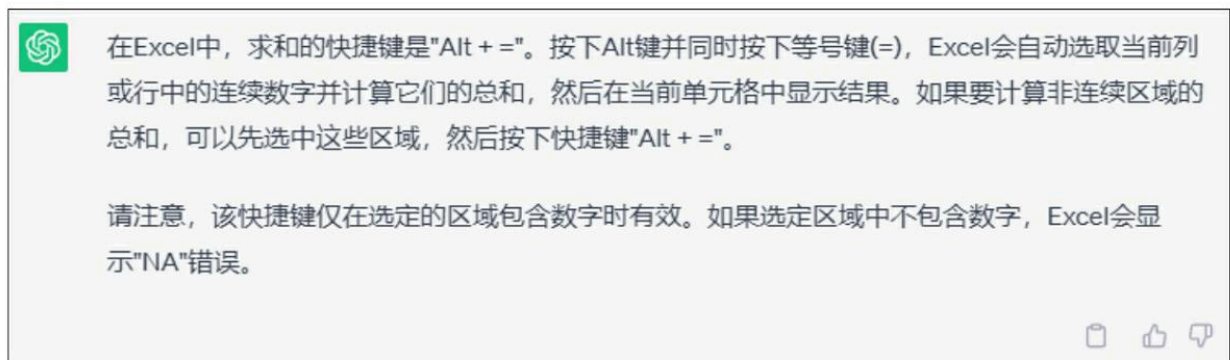 在Excel中，求和的快捷键是"Alt + ="。按下Alt键并同时按下等号键(=)，Excel会自动选取当前列
或行中的连续数字并计算它们的总和，然后在当前单元格中显示结果。如果要计算非连续区域的
总和，可以先选中这些区域，然后按下快捷键"Alt + ="。
请注意，该快捷键仅在选定的区域包含数字时有效。如果选定区域中不包含数字，Excel会显
示"NA"错误。